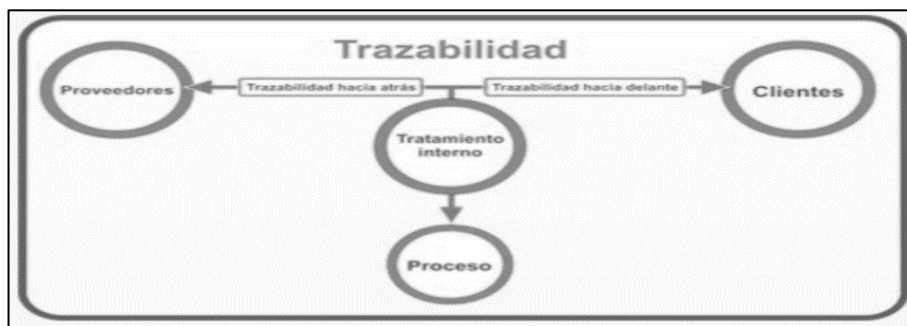 Trazabilidad
Proveedores
Trazabilidad hacia atrás
Trazabilidad hacia delante
Clientes
Tratamiento
interno
Proceso